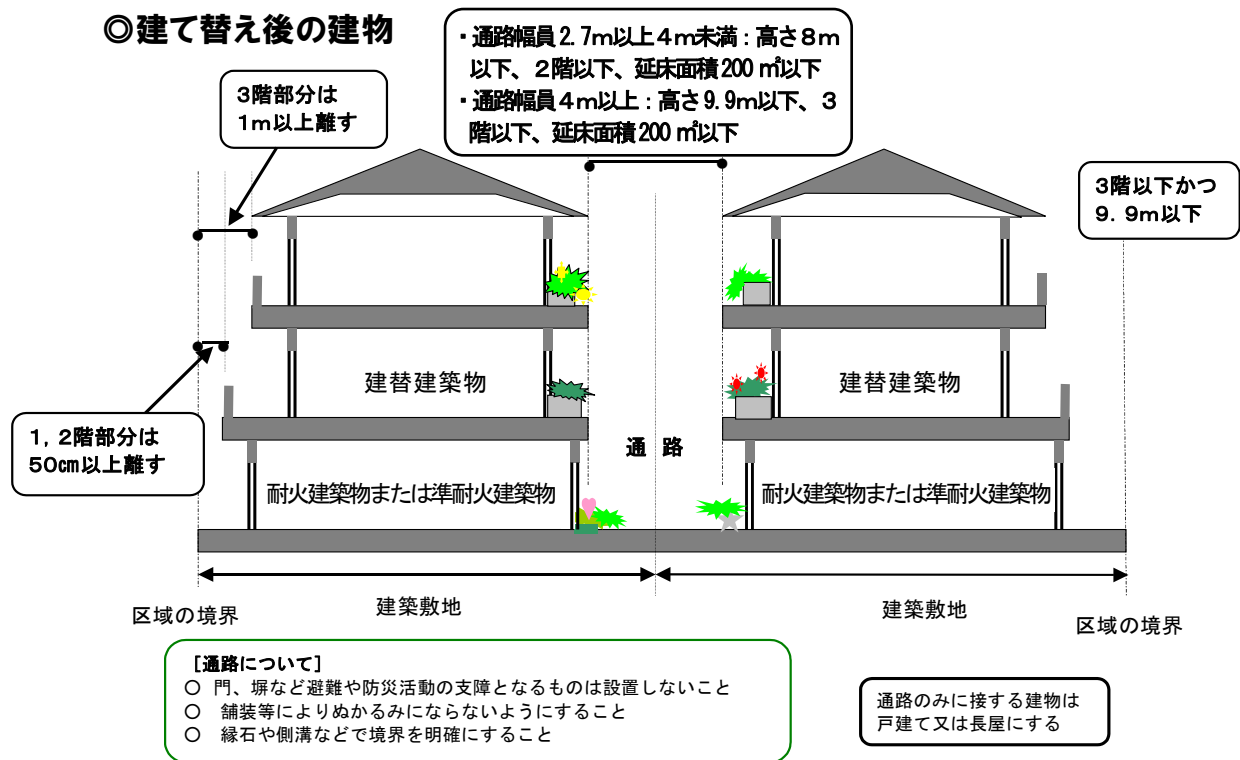 ◎建て替え後の建物
・通路幅員2.7m以上4m未満:高さ8m
以下、2階以下、延床面積200㎡以下
・通路幅員4m以上:高さ9.9m以下、3
階以下、延床面積200㎡以下
3階部分は
1m以上離す
3階以下かつ
9.9m以下
1,2階部分は
50㎝以上離す
建替建築物
建替建築物
通 路
耐火建築物または準耐火建築物
耐火建築物または準耐火建築物
区域の境界
建築敷地
建築敷地
区域の境界
[通路について]
○ 門、塀など避難や防災活動の支障となるものは設置しないこと
○ 舗装等によりぬかるみにならないようにすること
○ 縁石や側溝などで境界を明確にすること
通路のみに接する建物は
戸建て又は長屋にする